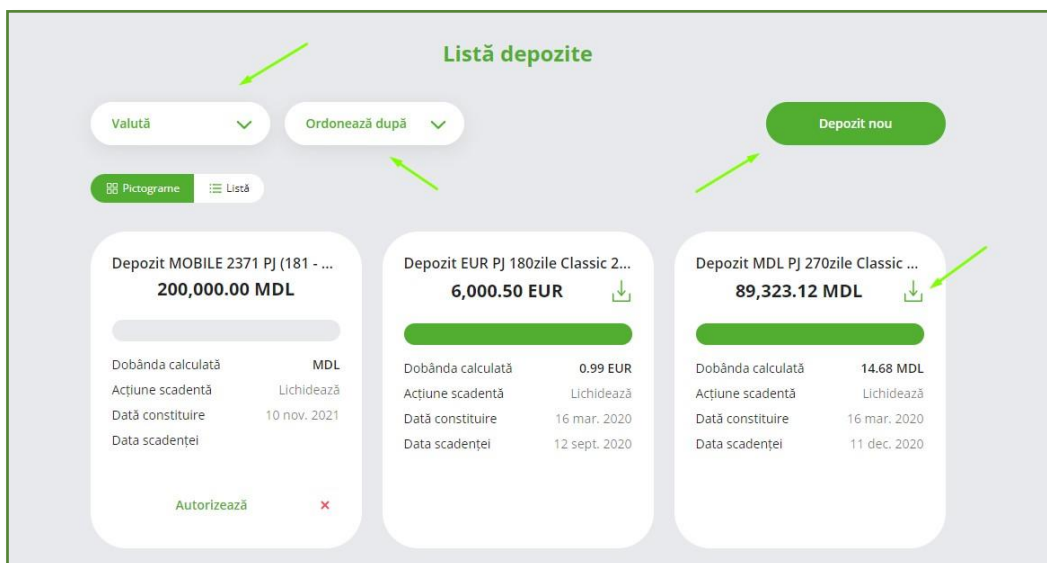 Listă depozite
Valută
Ordonează după
Depozit nou
Pictograme
Listă
Depozit MOBILE 2371 PJ (181 - ...
200,000.00 MDL
Dobânda calculată MDL
Acțiune scadentă Lichidează
Dată constituire 10 nov. 2021
Data scadenței
Autorizează
Depozit EUR PJ 180zile Classic 2...
6,000.50 EUR
Dobânda calculată 0.99 EUR
Acțiune scadentă Lichidează
Dată constituire 16 mar. 2020
Data scadenței 12 sept. 2020
Depozit MDL PJ 270zile Classic ...
89,323.12 MDL
Dobânda calculată 14.68 MDL
Acțiune scadentă Lichidează
Dată constituire 16 mar. 2020
Data scadenței 11 dec. 2020